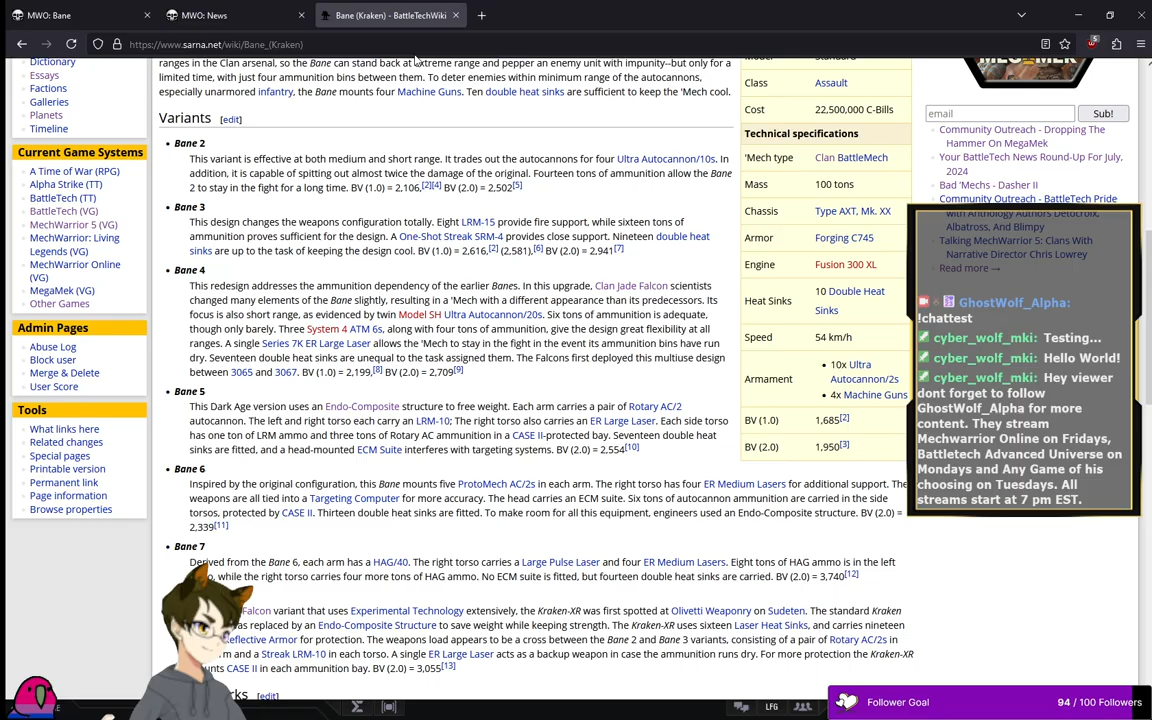 MWO: Bane
MWO: News
Bane (Kraken) - BattleTechWiki
https://www.sarna.net/wiki/Bane_(Kraken)
5
Dictionary
Essays
Factions
Galleries
Planets
Timeline
Current Game Systems
A Time of War (RPG)
Alpha Strike (TT)
BattleTech (TT)
BattleTech (VG)
MechWarrior 5 (VG)
MechWarrior: Living
Legends (VG)
MechWarrior Online
(VG)
MegaMek (VG)
Other Games
Admin Pages
Abuse Log
Block user
Merge & Delete
User Score
Tools
What links here
Related changes
Special pages
Printable version
Permanent link
Page information
Browse properties
ranges in the Clan arsenal, so the Bane can stand back at extreme range and pepper an enemy unit with impunity--but only for a
limited time, with just four ammunition bins between them. To deter enemies within minimum range of the autocannons,
especially unarmored infantry, the Bane mounts four Machine Guns. Ten double heat sinks are sufficient to keep the 'Mech cool.
Variants [edit]
Bane 2
This variant is effective at both medium and short range. It trades out the autocannons for four Ultra Autocannon/10s. In
addition, it is capable of spitting out almost twice the damage of the original. Fourteen tons of ammunition allow the Bane
2 to stay in the fight for a long time. BV (1.0) = 2,106,[2][4] BV (2.0) = 2,502[5]
Bane 3
This design changes the weapons configuration totally. Eight LRM-15 provide fire support, while sixteen tons of
ammunition proves sufficient for the design. A One-Shot Streak SRM-4 provides close support. Nineteen double heat
sinks are up to the task of keeping the design cool. BV (1.0) = 2,616,[2] (2,581),[6] BV (2.0) = 2,941[7]
Bane 4
This redesign addresses the ammunition dependency of the earlier Banes. In this upgrade, Clan Jade Falcon scientists
changed many elements of the Bane slightly, resulting in a 'Mech with a different appearance than its predecessors. Its
focus is also short range, as evidenced by twin Model SH Ultra Autocannon/20s. Six tons of ammunition is adequate,
though only barely. Three System 4 ATM 6s, along with four tons of ammunition, give the design great flexibility at all
ranges. A single Series 7K ER Large Laser allows the 'Mech to stay in the fight in the event its ammunition bins have run
dry. Seventeen double heat sinks are unequal to the task assigned them. The Falcons first deployed this multiuse design
between 3065 and 3067. BV (1.0) = 2,199,[8] BV (2.0) = 2,709[9]
Bane 5
This Dark Age version uses an Endo-Composite structure to free weight. Each arm carries a pair of Rotary AC/2
autocannon. The left and right torso each carry an LRM-10; The right torso also carries an ER Large Laser. Each side torso
has one ton of LRM ammo and three tons of Rotary AC ammunition in a CASE II-protected bay. Seventeen double heat
sinks are fitted, and a head-mounted ECM Suite interferes with targeting systems. BV (2.0) = 2,554[10]
Bane 6
Inspired by the original configuration, this Bane mounts five ProtoMech AC/2s in each arm. The right torso has four ER Medium Lasers for additional support. The
weapons are all tied into a Targeting Computer for more accuracy. The head carries an ECM suite. Six tons of autocannon ammunition are carried in the side
torsos, protected by CASE II. Thirteen double heat sinks are fitted. To make room for all this equipment, engineers used an Endo-Composite structure. BV (2.0) =
2,339[11]
Bane 7
Derived from the Bane 6, each arm has a HAG/40. The right torso carries a Large Pulse Laser and four ER Medium Lasers. Eight tons of HAG ammo is in the left
, while the right torso carries four more tons of HAG ammo. No ECM suite is fitted, but fourteen double heat sinks are carried. BV (2.0) = 3,740[12]
Falcon variant that uses Experimental Technology extensively, the Kraken-XR was first spotted at Olivetti Weaponry on Sudeten. The standard Kraken
was replaced by an Endo-Composite Structure to save weight while keeping strength. The Kraken-XR uses sixteen Laser Heat Sinks, and carries nineteen
eflective Armor for protection. The weapons load appears to be a cross between the Bane 2 and Bane 3 variants, consisting of a pair of Rotary AC/2s in
m and a Streak LRM-10 in each torso. A single ER Large Laser acts as a backup weapon in case the ammunition runs dry. For more protection the Kraken-XR
unts CASE II in each ammunition bay. BV (2.0) = 3,055[13]
rks [edit]
Class Assault
Cost 22,500,000 C-Bills
Technical specifications
'Mech type Clan BattleMech
Mass 100 tons
Chassis Type AXT, Mk. XX
Armor Forging C745
Engine Fusion 300 XL
Heat Sinks 10 Double Heat
Sinks
Speed 54 km/h
Armament
10x Ultra
Autocannon/2s
4x Machine Guns
BV (1.0) 1,685[2]
BV (2.0) 1,950[3]
email Sub!
Community Outreach - Dropping The
Hammer On MegaMek
Your BattleTech News Round-Up For July,
2024
Bad 'Mechs - Dasher II
Community Outreach - BattleTech Pride
with Anthology Authors Detocroix,
Albatross, And Blimpy
Talking MechWarrior 5: Clans With
Narrative Director Chris Lowrey
Read more →
GhostWolf_Alpha:
!chattest
cyber_wolf_mki: Testing...
cyber_wolf_mki: Hello World!
cyber_wolf_mki: Hey viewer
dont forget to follow
GhostWolf_Alpha for more
content. They stream
Mechwarrior Online on Fridays,
Battletech Advanced Universe on
Mondays and Any Game of his
choosing on Tuesdays. All
streams start at 7 pm EST.
LFG
Follower Goal 94 / 100 Followers